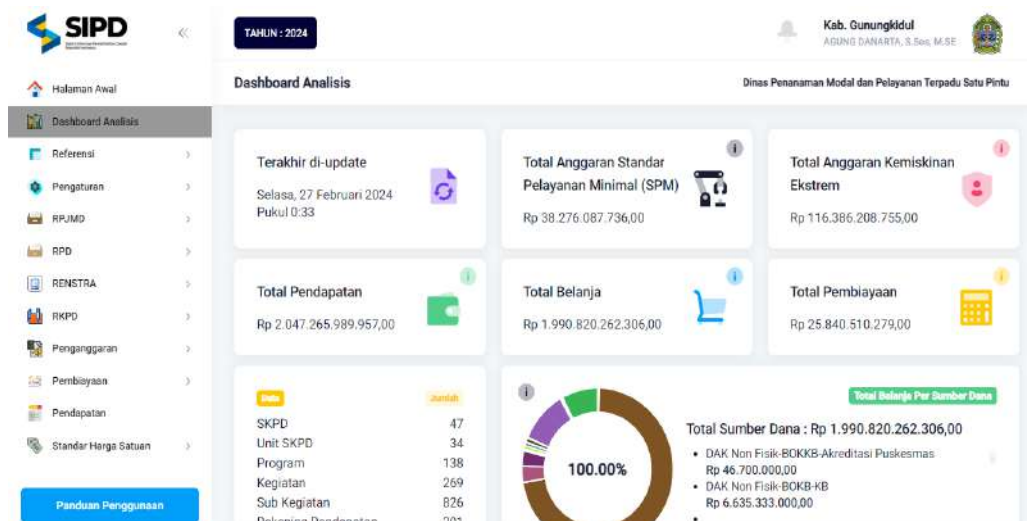 SIPD
TAHUN : 2024
Kab. Gunungkidul
AGUNG DANARTA, S.Sos, M.SE
Halaman Awal
Dashboard Analisis
Referensi
Pengaturan
RPJMD
RPD
RENSTRA
RKPD
Penganggaran
Pembiayaan
Pendapatan
Standar Harga Satuan
Panduan Penggunaan
Dashboard Analisis
Dinas Penanaman Modal dan Pelayanan Terpadu Satu Pintu
Terakhir di-update
Selasa, 27 Februari 2024
Pukul 0:33
Total Anggaran Standar
Pelayanan Minimal (SPM)
Rp 38.276.087.736,00
Total Anggaran Kemiskinan
Ekstrem
Rp 116.386.208.755,00
Total Pendapatan
Rp 2.047.265.989.957,00
Total Belanja
Rp 1.990.820.262.306,00
Total Pembiayaan
Rp 25.840.510.279,00
Data Jumlah
SKPD 47
Unit SKPD 34
Program 138
Kegiatan 269
Sub Kegiatan 826
Rekening Pendapatan
100.00%
Total Belanja Per Sumber Dana
Total Sumber Dana : Rp 1.990.820.262.306,00
• DAK Non Fisik-BOKKB-Akreditasi Puskesmas
Rp 46.700.000,00
• DAK Non Fisik-BOKB-KB
Rp 6.635.333.000,00